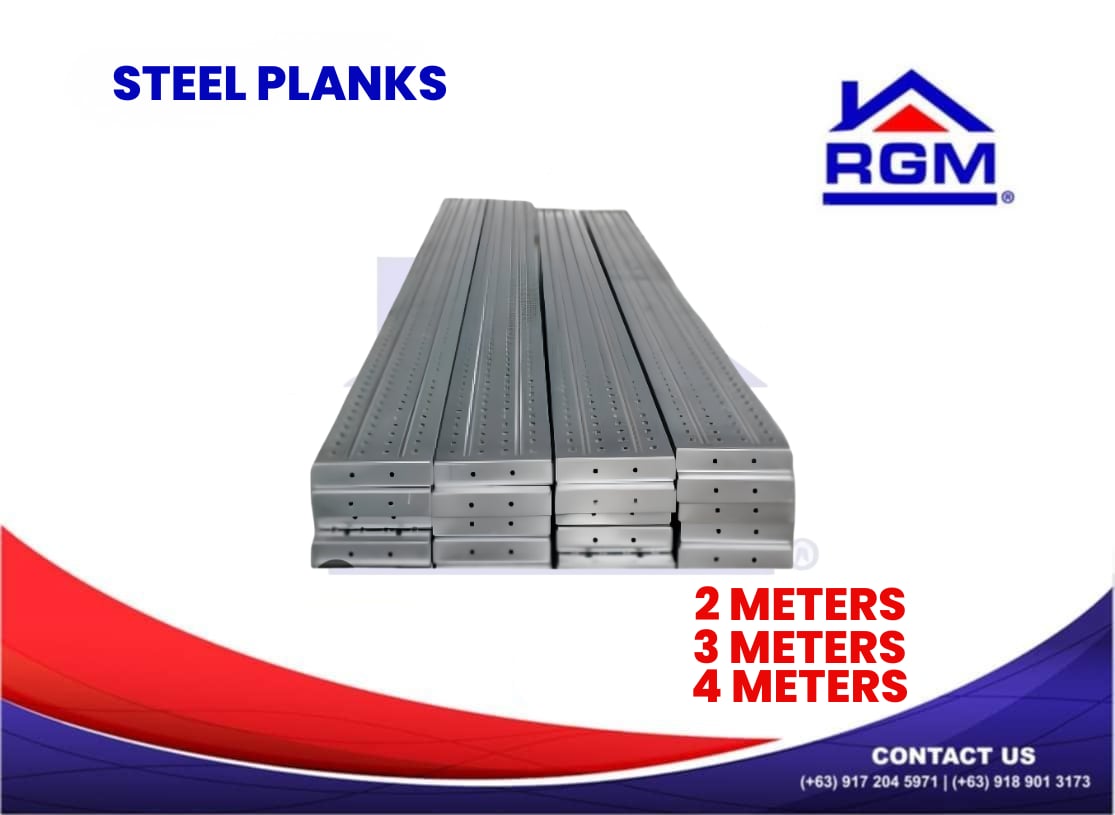 STEEL PLANKS
RGM
®
®
2 METERS
3 METERS
4 METERS
CONTACT US
(+63) 917 204 5971 | (+63) 918 901 3173